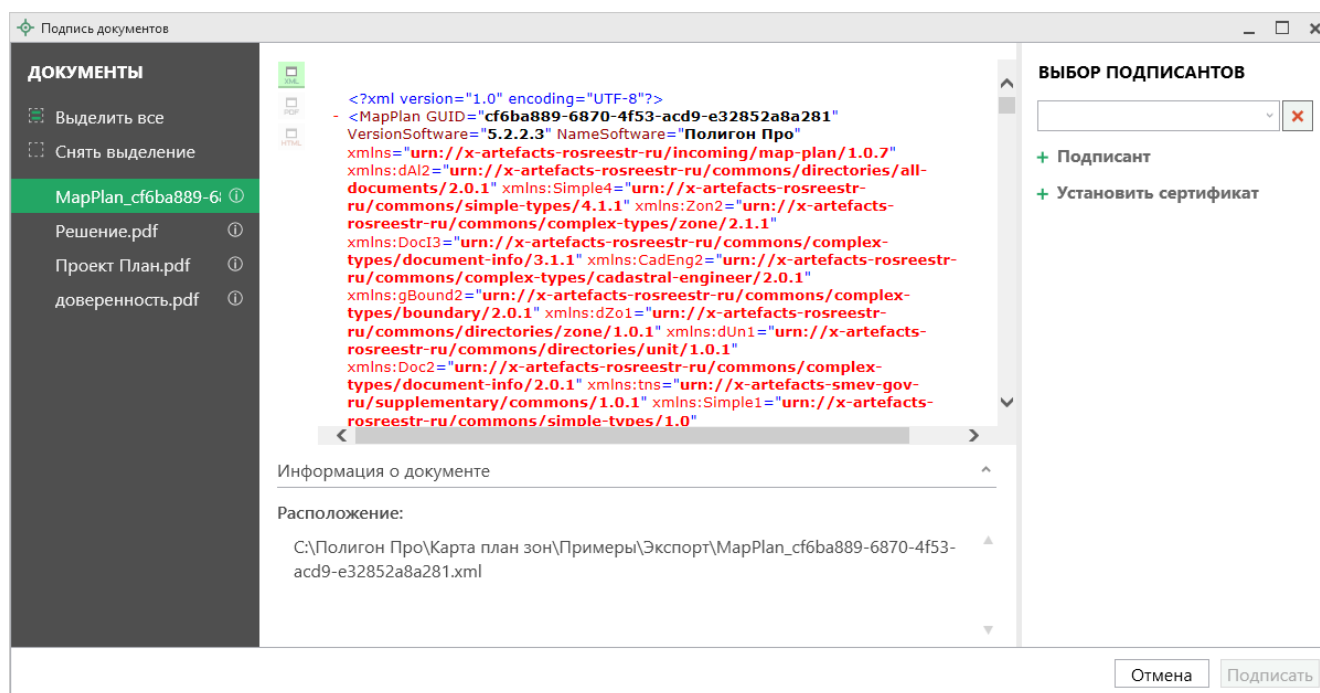 Подпись документов
ДОКУМЕНТЫ
Выделить все
Снять выделение
MapPlan_cf6ba889-68
Решение.pdf
Проект План.pdf
доверенность.pdf
XML
PDF
HTML
<?xml version="1.0" encoding="UTF-8"?>
- <MapPlan GUID="cf6ba889-6870-4f53-acd9-e32852a8a281"
VersionSoftware="5.2.2.3" NameSoftware="Полигон Про"
xmlns="urn://x-artefacts-rosreestr-ru/incoming/map-plan/1.0.7"
xmlns:dAl2="urn://x-artefacts-rosreestr-ru/commons/directories/all-
documents/2.0.1" xmlns:Simple4="urn://x-artefacts-rosreestr-
ru/commons/simple-types/4.1.1" xmlns:Zon2="urn://x-artefacts-
rosreestr-ru/commons/complex-types/zone/2.1.1"
xmlns:DocI3="urn://x-artefacts-rosreestr-ru/commons/complex-
types/document-info/3.1.1" xmlns:CadEng2="urn://x-artefacts-rosreestr-
ru/commons/complex-types/cadastral-engineer/2.0.1"
xmlns:gBound2="urn://x-artefacts-rosreestr-ru/commons/complex-
types/boundary/2.0.1" xmlns:dZo1="urn://x-artefacts-rosreestr-
ru/commons/directories/zone/1.0.1" xmlns:dUn1="urn://x-artefacts-
rosreestr-ru/commons/directories/unit/1.0.1"
xmlns:Doc2="urn://x-artefacts-rosreestr-ru/commons/complex-
types/document-info/2.0.1" xmlns:tns="urn://x-artefacts-smev-gov-
ru/supplementary/commons/1.0.1" xmlns:Simple1="urn://x-artefacts-
rosreestr-ru/commons/simple-types/1.0"
Информация о документе
Расположение:
C:\Полигон Про\Карта план зон\Примеры\Экспорт\MapPlan_cf6ba889-6870-4f53-
acd9-e32852a8a281.xml
ВЫБОР ПОДПИСАНТОВ
+ Подписант
+ Установить сертификат
Отмена
Подписать